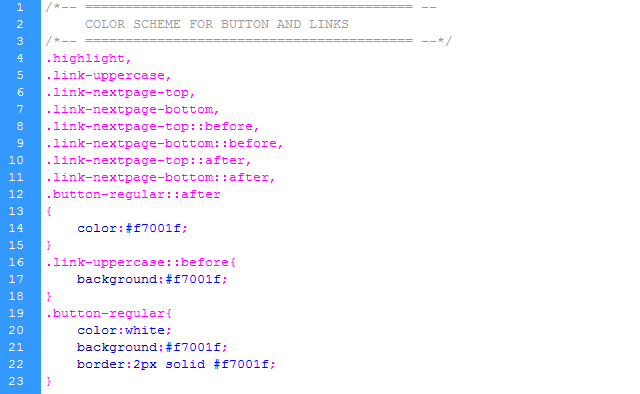 1 /*-- ========================================= --
2      COLOR SCHEME FOR BUTTON AND LINKS
3 /*-- ========================================= --*/
4 .highlight,
5 .link-uppercase,
6 .link-nextpage-top,
7 .link-nextpage-bottom,
8 .link-nextpage-top::before,
9 .link-nextpage-bottom::before,
10 .link-nextpage-top::after,
11 .link-nextpage-bottom::after,
12 .button-regular::after
13 {
14     color:#f7001f;
15 }
16 .link-uppercase::before{
17     background:#f7001f;
18 }
19 .button-regular{
20     color:white;
21     background:#f7001f;
22     border:2px solid #f7001f;
23 }